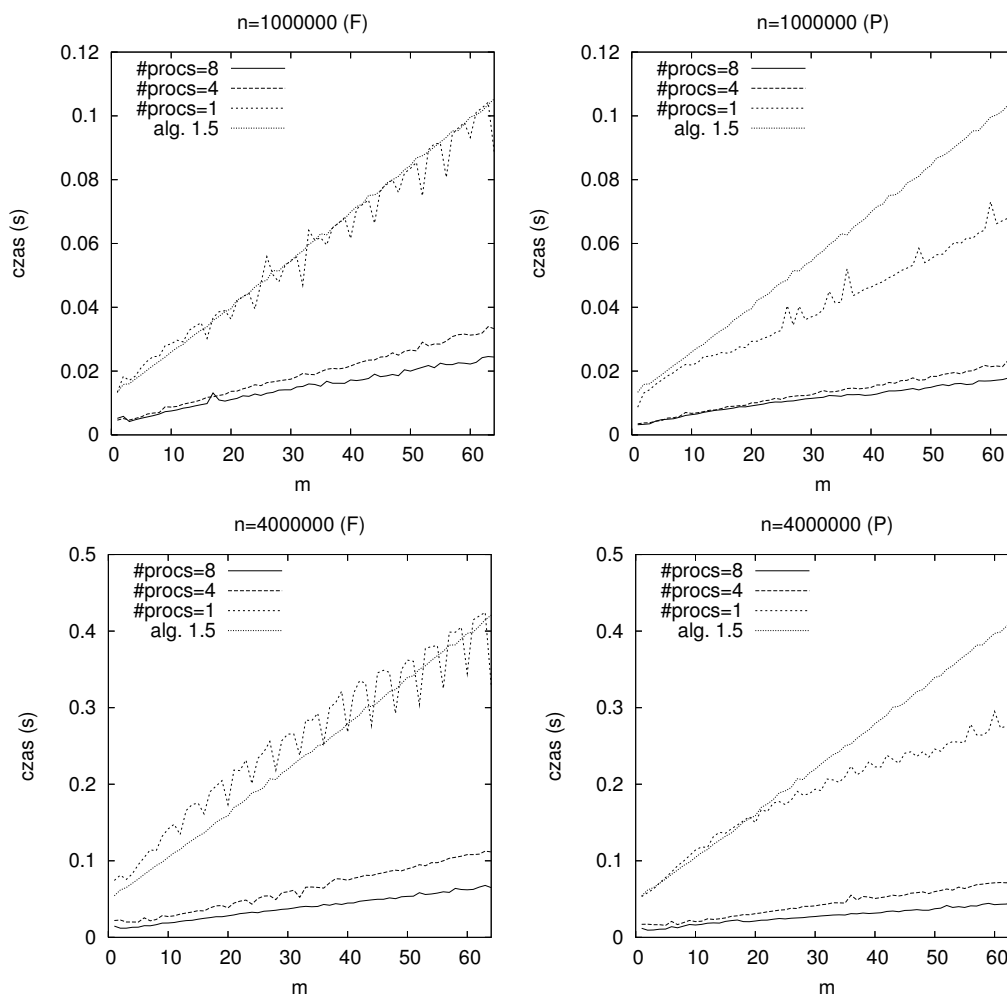 n=1000000 (F)
0.12
0.1
0.08
0.06
0.04
0.02
0
czas (s)
#procs=8
#procs=4
#procs=1
alg. 1.5
0 10 20 30 40 50 60
m
n=1000000 (P)
0.12
0.1
0.08
0.06
0.04
0.02
0
czas (s)
#procs=8
#procs=4
#procs=1
alg. 1.5
0 10 20 30 40 50 60
m
n=4000000 (F)
0.5
0.4
0.3
0.2
0.1
0
czas (s)
#procs=8
#procs=4
#procs=1
alg. 1.5
0 10 20 30 40 50 60
m
n=4000000 (P)
0.5
0.4
0.3
0.2
0.1
0
czas (s)
#procs=8
#procs=4
#procs=1
alg. 1.5
0 10 20 30 40 50 60
m